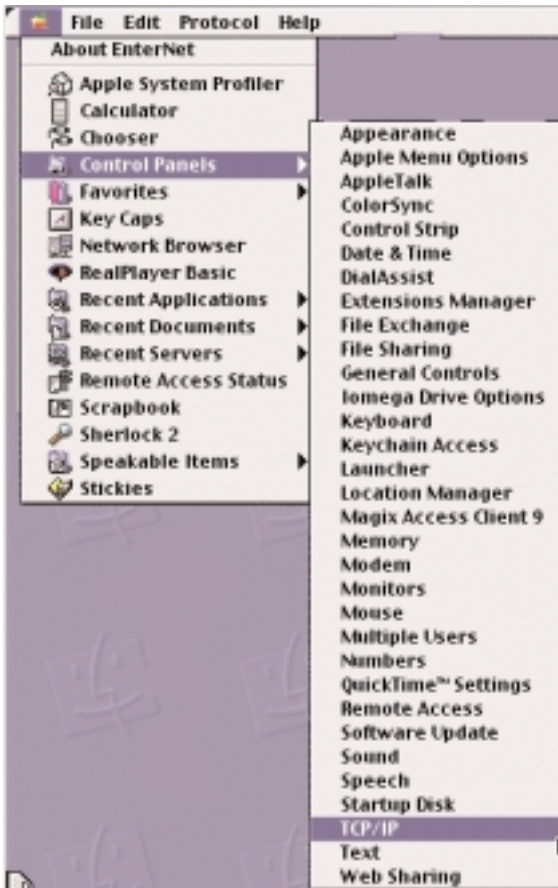 File Edit Protocol Help
About EnterNet
Apple System Profiler
Calculator
Chooser
Control Panels
Favorites
Key Caps
Network Browser
RealPlayer Basic
Recent Applications
Recent Documents
Recent Servers
Remote Access Status
Scrapbook
Sherlock 2
Speakable Items
Stickies
Appearance
Apple Menu Options
AppleTalk
ColorSync
Control Strip
Date & Time
DialAssist
Extensions Manager
File Exchange
File Sharing
General Controls
Iomega Drive Options
Keyboard
Keychain Access
Launcher
Location Manager
Magix Access Client 9
Memory
Modem
Monitors
Mouse
Multiple Users
Numbers
QuickTime™ Settings
Remote Access
Software Update
Sound
Speech
Startup Disk
TCP/IP
Text
Web Sharing